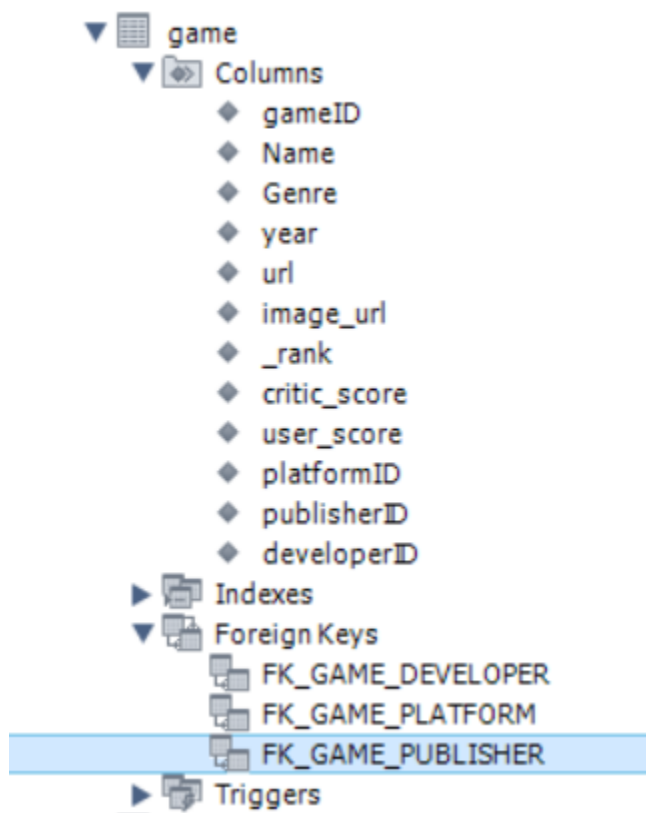 game
Columns
gameID
Name
Genre
year
url
image_url
_rank
critic_score
user_score
platformID
publisherID
developerID
Indexes
Foreign Keys
FK_GAME_DEVELOPER
FK_GAME_PLATFORM
FK_GAME_PUBLISHER
Triggers